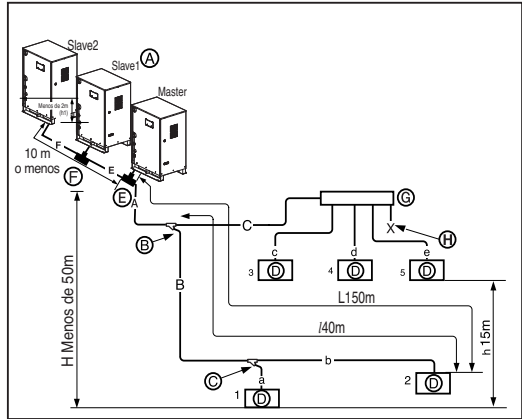 Slave2
Slave1 A
Master
Menos de 2m
(h1)
F
E
10 m
o menos
F
E
A
B
C
G
X H
c d e
3 D 4 D 5 D
L150m
H Menos de 50m
B
l40m
h 15m
C
a
b
1 D
2 D